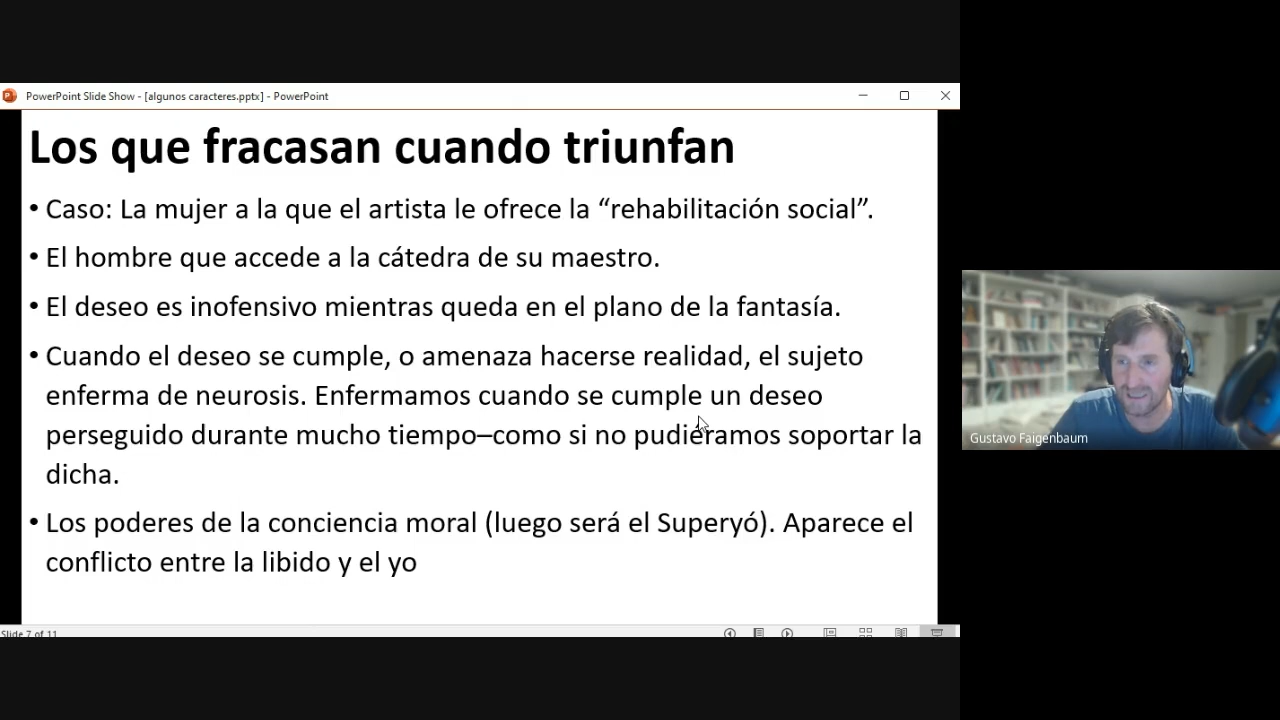 PowerPoint Slide Show - [algunos caracteres.pptx] - PowerPoint
Los que fracasan cuando triunfan
• Caso: La mujer a la que el artista le ofrece la “rehabilitación social”.
• El hombre que accede a la cátedra de su maestro.
• El deseo es inofensivo mientras queda en el plano de la fantasía.
• Cuando el deseo se cumple, o amenaza hacerse realidad, el sujeto
enferma de neurosis. Enfermamos cuando se cumple un deseo
perseguido durante mucho tiempo–como si no pudieramos soportar la
dicha.
• Los poderes de la conciencia moral (luego será el Superyó). Aparece el
conflicto entre la libido y el yo
Slide 7 of 11
Gustavo Faigenbaum